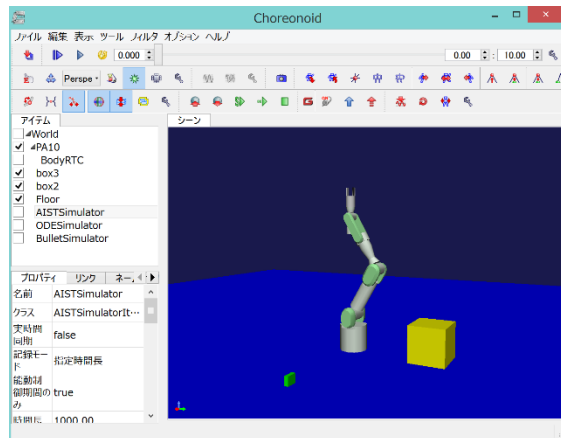 Choreonoid
ファイル 編集 表示 ツール フィルタ オプション ヘルプ
0.000 0.00 : 10.00
Perspe
アイテム シーン
World
PA10
BodyRTC
box3
box2
Floor
AISTSimulator
ODESimulator
BulletSimulator
プロパティ リンク ネー
名前 AISTSimulator
クラス AISTSimulatorIt…
実時間同期 false
記録モード 指定時間長
能動制御期間のみ true
1000.00